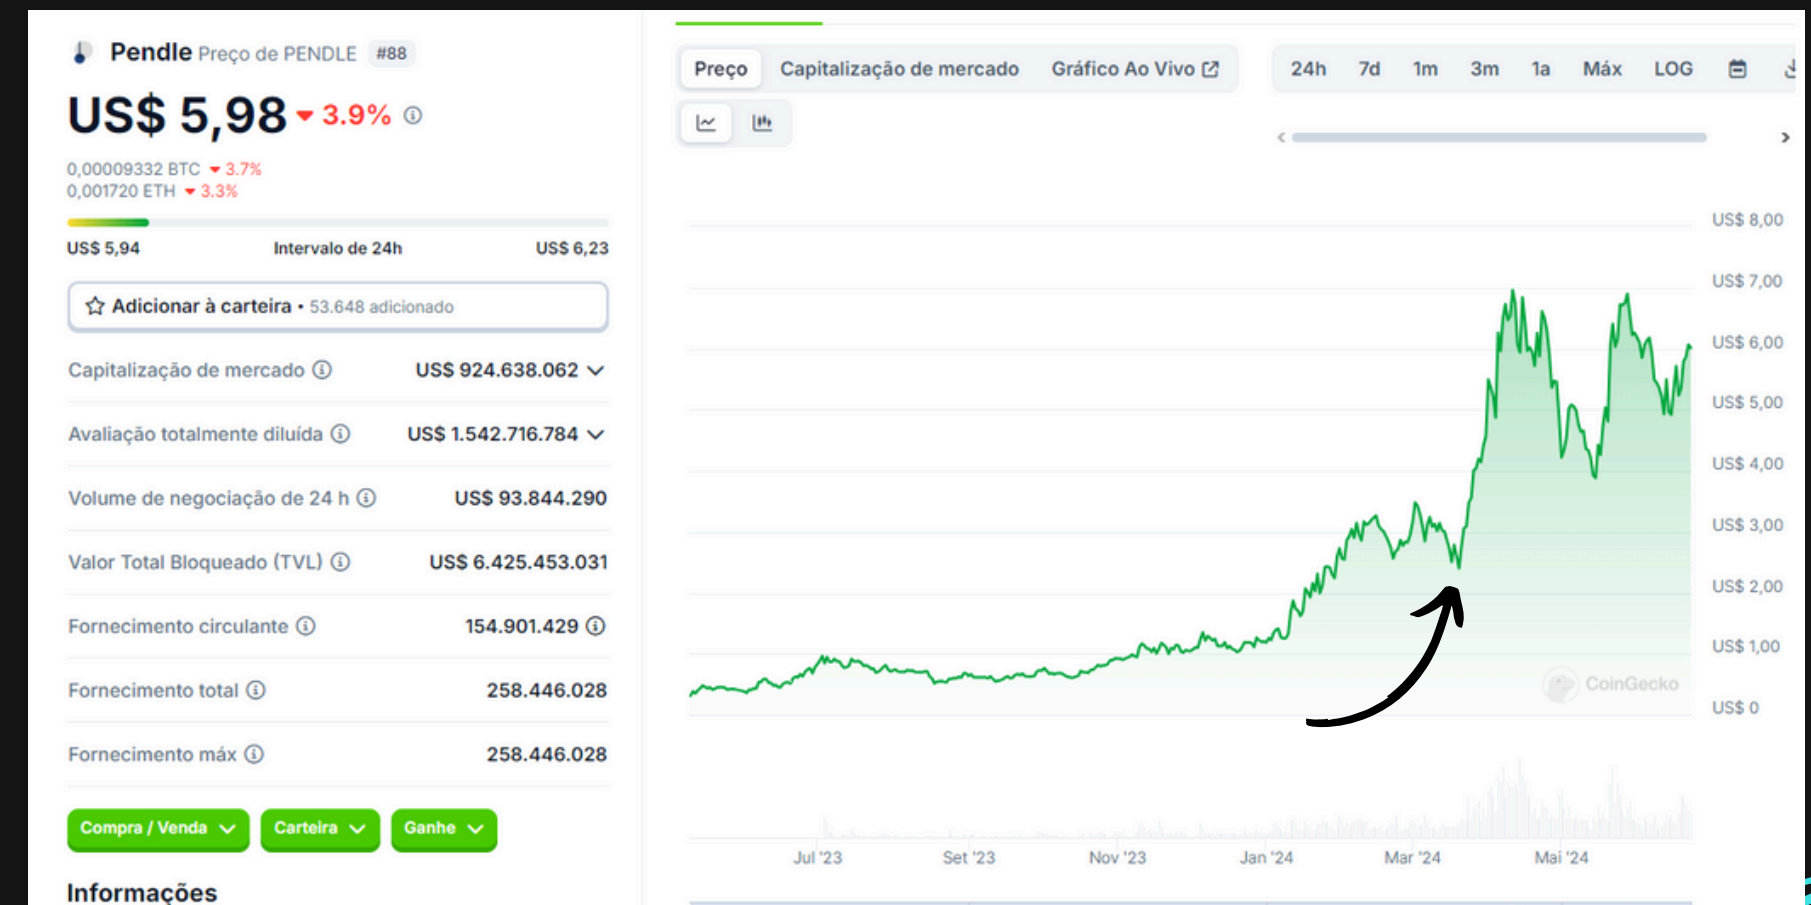 Pendle Preço de PENDLE #88
US$ 5,98 3.9%
0,00009332 BTC 3.7%
0,001720 ETH 3.3%
US$ 5,94 Intervalo de 24h US$ 6,23
Adicionar à carteira • 53.648 adicionado
Capitalização de mercado US$ 924.638.062
Avaliação totalmente diluída US$ 1.542.716.784
Volume de negociação de 24 h US$ 93.844.290
Valor Total Bloqueado (TVL) US$ 6.425.453.031
Fornecimento circulante 154.901.429
Fornecimento total 258.446.028
Fornecimento máx 258.446.028
Compra / Venda Carteira Ganhe
Informações
Preço Capitalização de mercado Gráfico Ao Vivo
24h 7d 1m 3m 1a Máx LOG
US$ 8,00
US$ 7,00
US$ 6,00
US$ 5,00
US$ 4,00
US$ 3,00
US$ 2,00
US$ 1,00
US$ 0
CoinGecko
Jul '23 Set '23 Nov '23 Jan '24 Mar '24 Mai '24